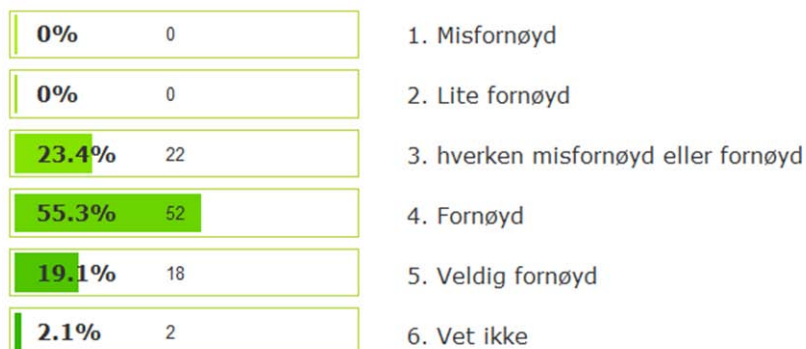 0% 0 1. Misfornøyd
0% 0 2. Lite fornøyd
23.4% 22 3. hverken misfornøyd eller fornøyd
55.3% 52 4. Fornøyd
19.1% 18 5. Veldig fornøyd
2.1% 2 6. Vet ikke